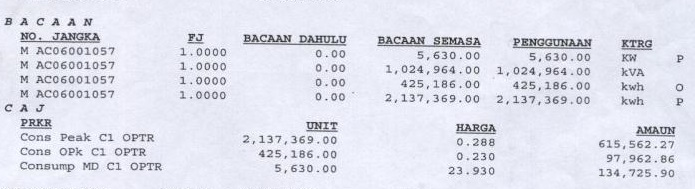 B A C A A N
NO. JANGKA FJ BACAAN DAHULU BACAAN SEMASA PENGGUNAAN KTRG
M AC06001057 1.0000 0.00 5,630.00 5,630.00 KW P
M AC06001057 1.0000 0.00 1,024,964.00 1,024,964.00 kVA
M AC06001057 1.0000 0.00 425,186.00 425,186.00 kwh O
M AC06001057 1.0000 0.00 2,137,369.00 2,137,369.00 kwh P
C A J
PRKR UNIT HARGA AMAUN
Cons Peak C1 OPTR 2,137,369.00 0.288 615,562.27
Cons OPk C1 OPTR 425,186.00 0.230 97,962.86
Consump MD C1 OPTR 5,630.00 23.930 134,725.90